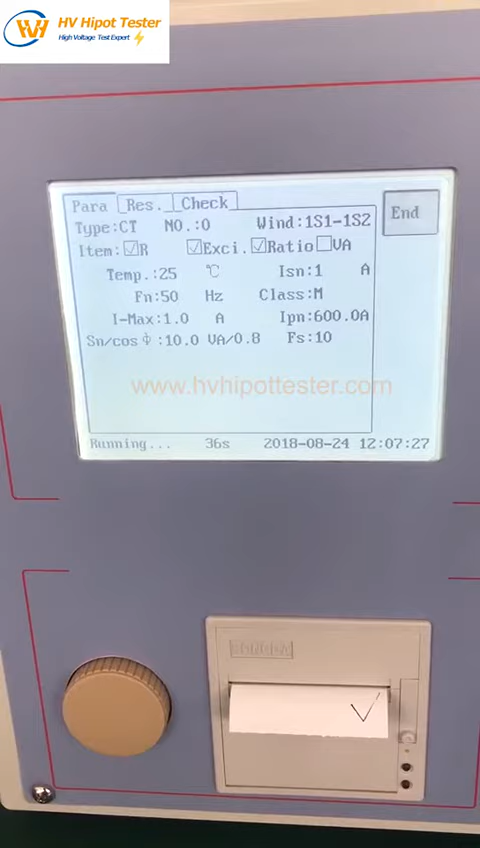 HV Hipot Tester
High Voltage Test Expert
Para Res. Check
End
Type:CT NO.:0 Wind:1S1-1S2
Item:☑R ☑Exci. ☑Ratio ☐VA
Temp.:25 ℃ Isn:1 A
Fn:50 Hz Class:M
I-Max:1.0 A Ipn:600.0A
Sn/cosϕ:10.0 VA/0.8 Fs:10
www.hvhipottester.com
Running... 36s 2018-08-24 12:07:27